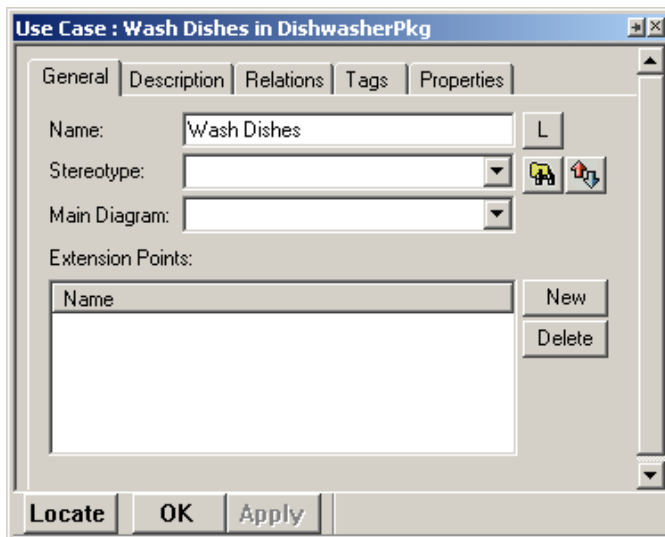 Use Case : Wash Dishes in DishwasherPkg
General Description Relations Tags Properties
Name: Wash Dishes L
Stereotype:
Main Diagram:
Extension Points:
Name New
Delete
Locate OK Apply